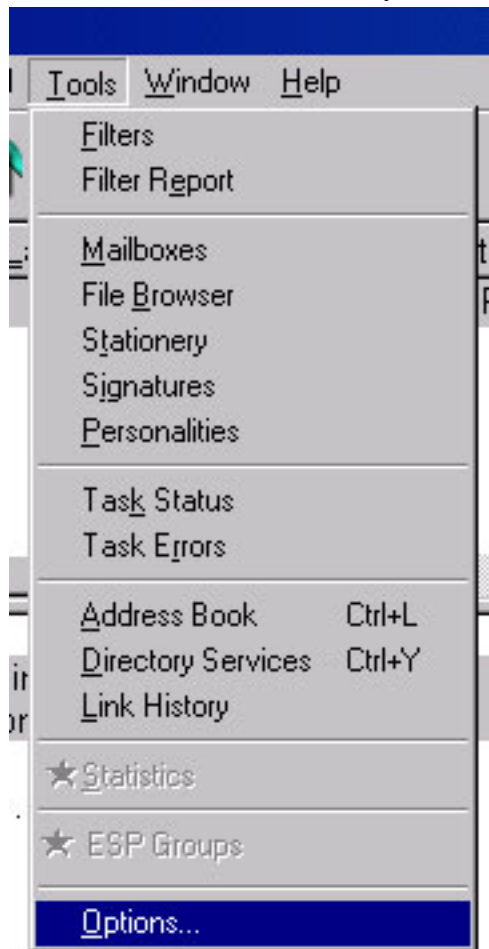 Tools Window Help
Filters
Filter Report
Mailboxes
File Browser
Stationery
Signatures
Personalities
Task Status
Task Errors
Address Book Ctrl+L
Directory Services Ctrl+Y
Link History
Statistics
ESP Groups
Options...